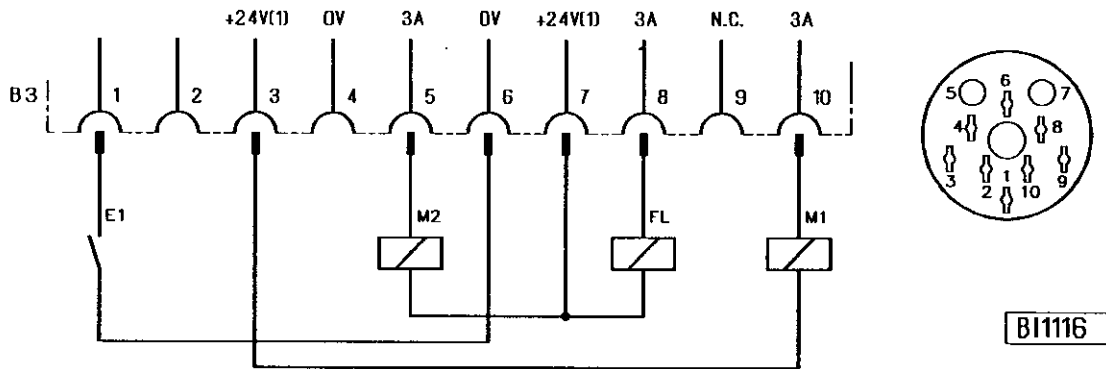 +24V(1) 0V 3A 0V +24V(1) 3A N.C. 3A
B3 1 2 3 4 5 6 7 8 9 10
E1 M2 FL M1
6
5 7
4 8
3 9
2 1 10
BI1116